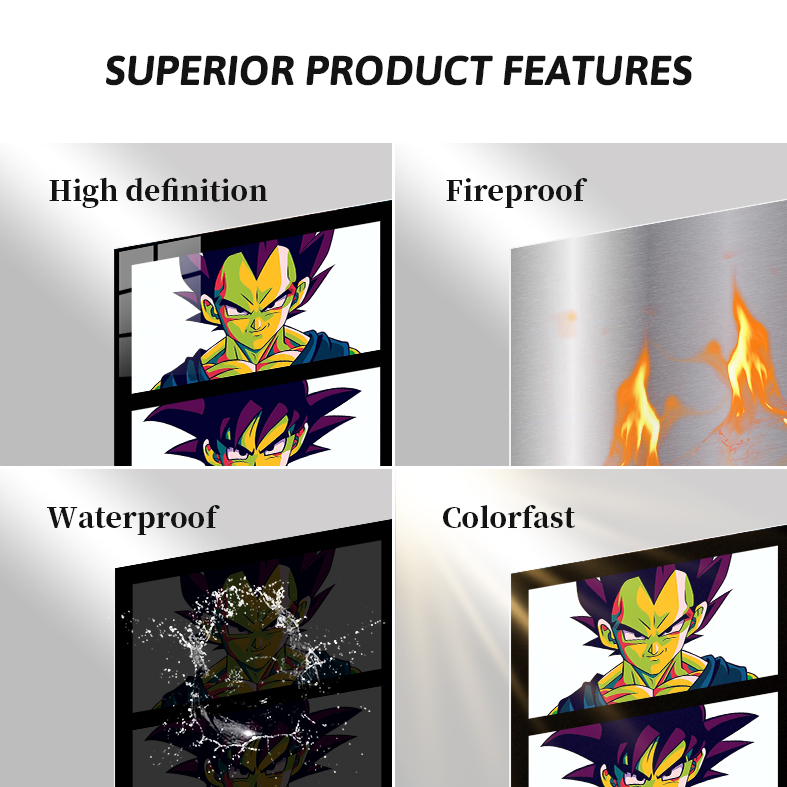 SUPERIOR PRODUCT FEATURES
High definition
Fireproof
Waterproof
Colorfast